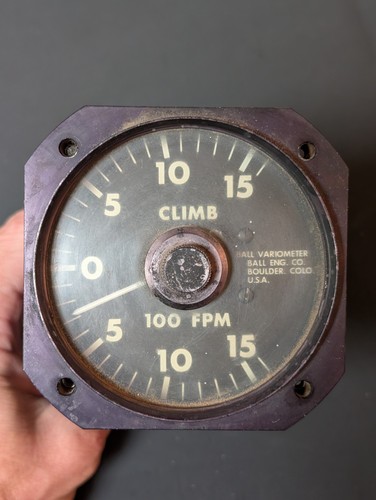 10
15
5
CLIMB
0
BALL VARIOMETER
BALL ENG. CO.
BOULDER, COLO.
U.S.A.
5
100 FPM
10
15